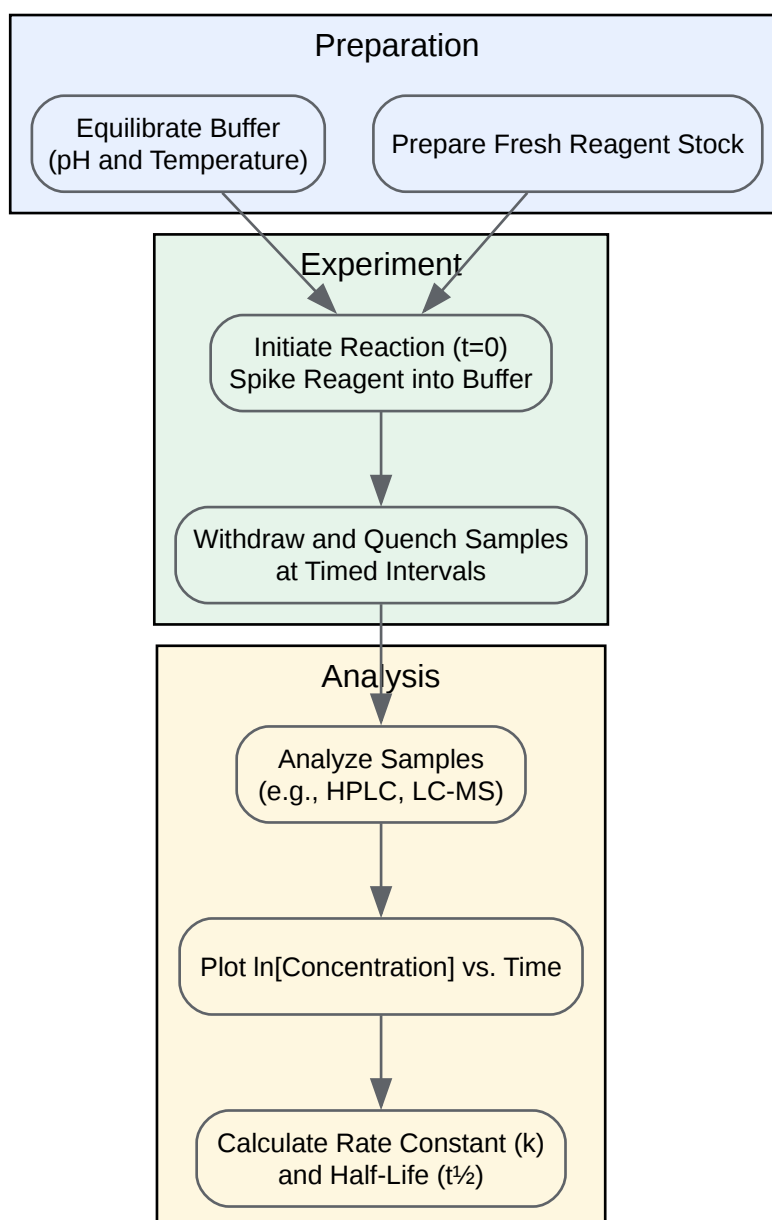 Preparation
Equilibrate Buffer
(pH and Temperature)
Prepare Fresh Reagent Stock
Experiment
Initiate Reaction (t=0)
Spike Reagent into Buffer
Withdraw and Quench Samples
at Timed Intervals
Analysis
Analyze Samples
(e.g., HPLC, LC-MS)
Plot ln[Concentration] vs. Time
Calculate Rate Constant (k)
and Half-Life (t½)